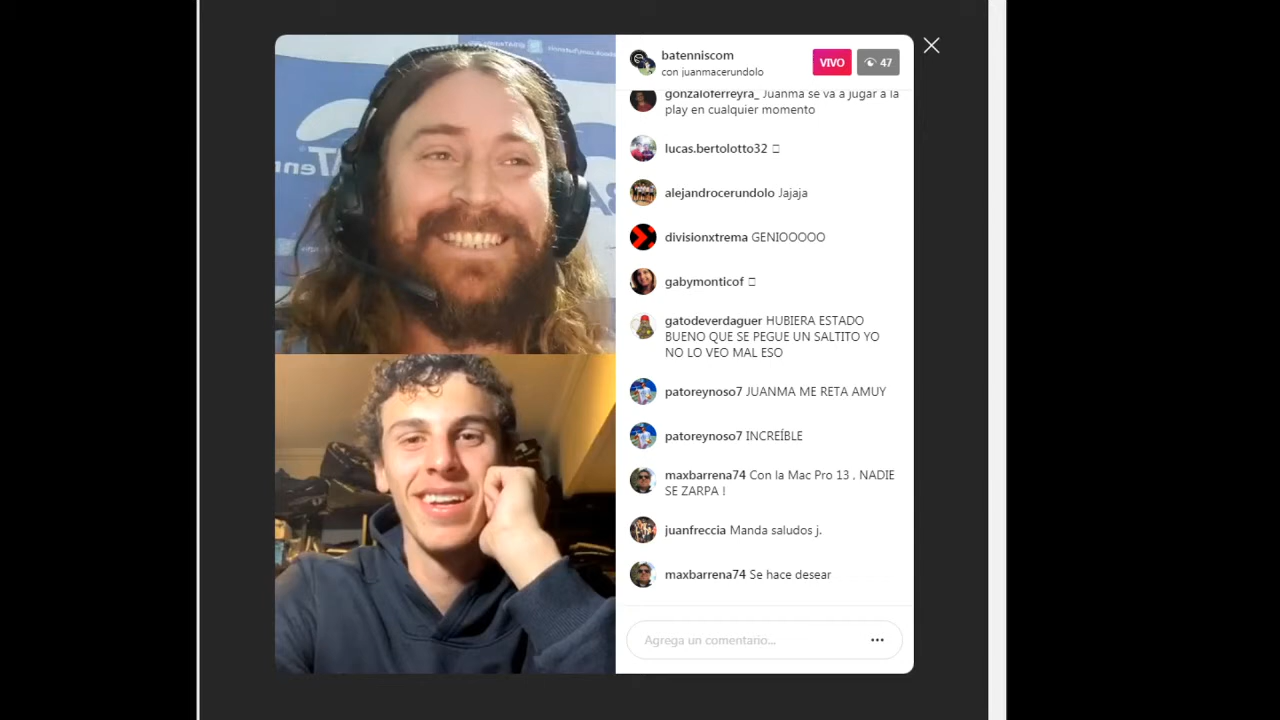 batenniscom
con juanmacerundolo
VIVO
47
gonzaloferreyra_ Juanma se va a jugar a la
play en cualquier momento
lucas.bertolotto32
alejandrocerundolo Jajaja
divisionxtrema GENIOOOOO
gabymonticof
gatodeverdaguer HUBIERA ESTADO
BUENO QUE SE PEGUE UN SALTITO YO
NO LO VEO MAL ESO
patoreynoso7 JUANMA ME RETA AMUY
patoreynoso7 INCREÍBLE
maxbarrena74 Con la Mac Pro 13 , NADIE
SE ZARPA !
juanfreccia Manda saludos j.
maxbarrena74 Se hace desear
Agrega un comentario...